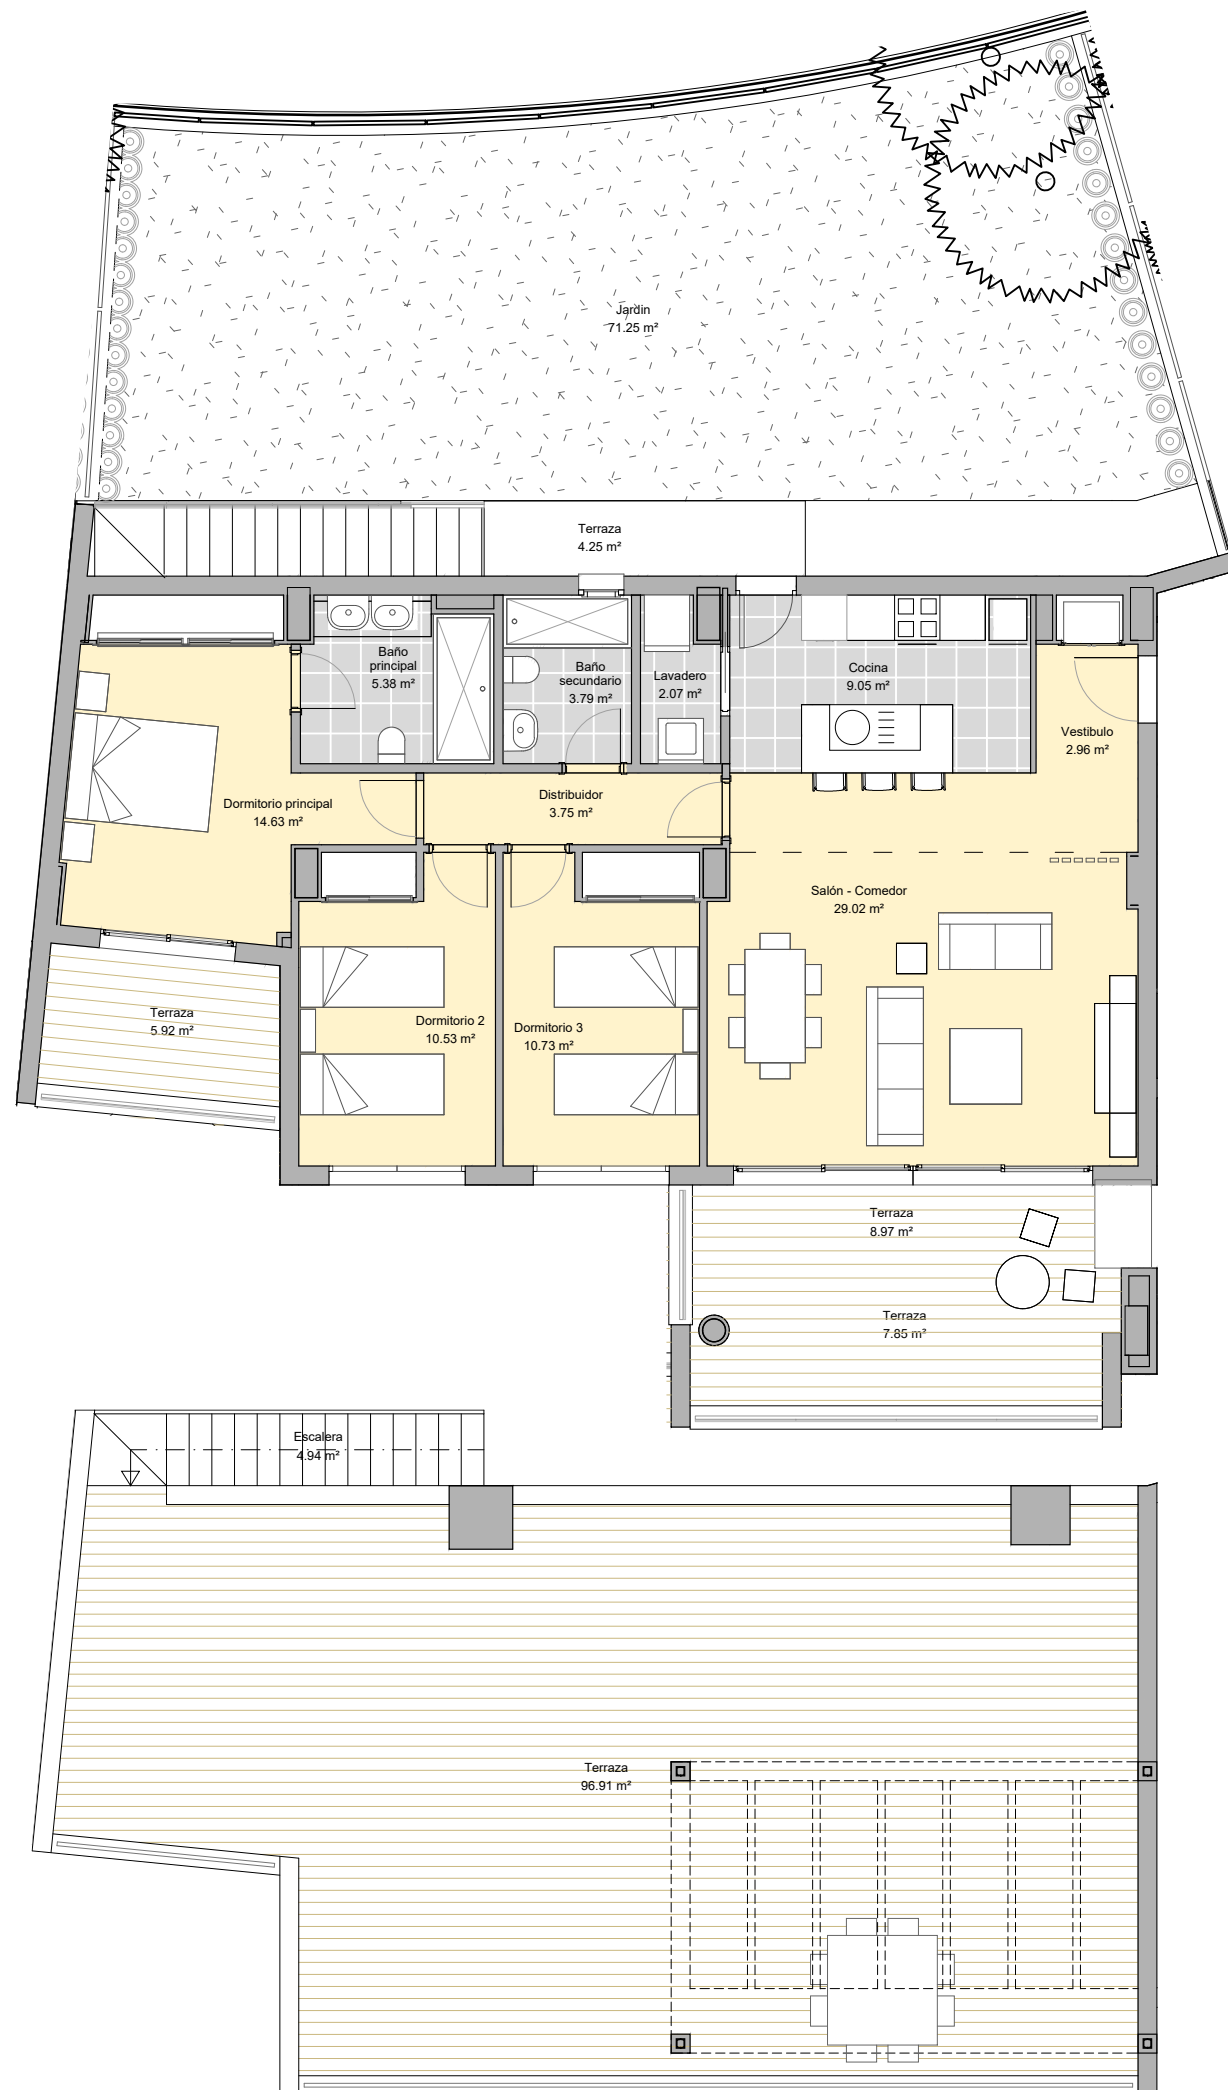 Jardin
71.25 m²
Terraza
4.25 m²
Baño
principal
5.38 m²
Baño
secundario
3.79 m²
Lavadero
2.07 m²
Cocina
9.05 m²
Vestibulo
2.96 m²
Dormitorio principal
14.63 m²
Distribuidor
3.75 m²
Salón - Comedor
29.02 m²
Terraza
5.92 m²
Dormitorio 2
10.53 m²
Dormitorio 3
10.73 m²
Terraza
8.97 m²
Terraza
7.85 m²
Escalera
4.94 m²
Terraza
96.91 m²